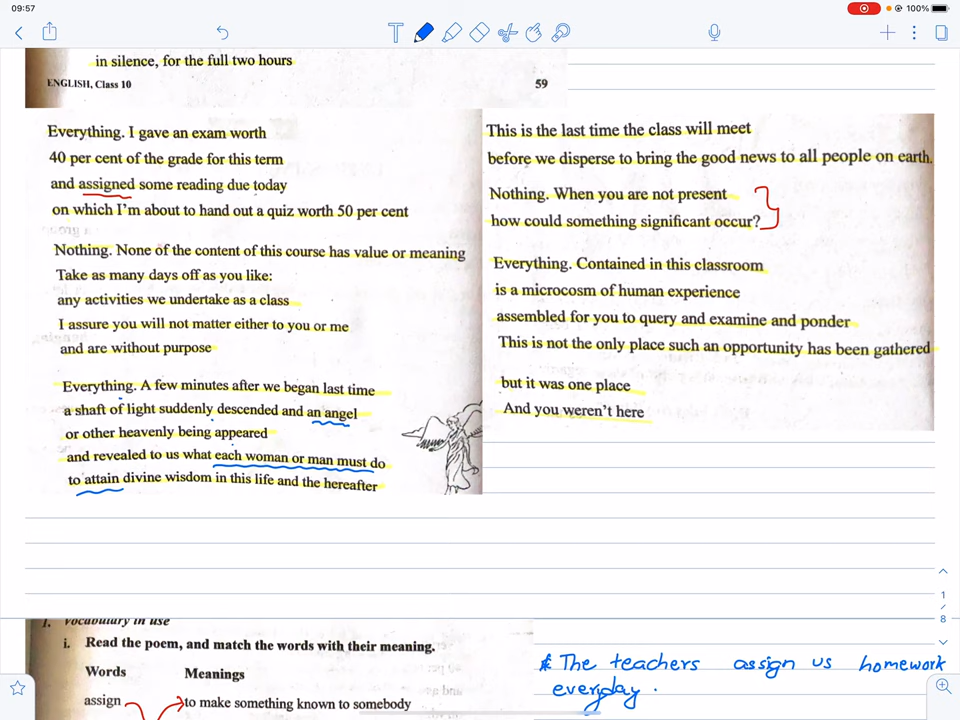 09:57
100%
in silence, for the full two hours
ENGLISH, Class 10
59
Everything. I gave an exam worth
40 per cent of the grade for this term
and assigned some reading due today
on which I'm about to hand out a quiz worth 50 per cent
Nothing. None of the content of this course has value or meaning
Take as many days off as you like:
any activities we undertake as a class
I assure you will not matter either to you or me
and are without purpose
Everything. A few minutes after we began last time
a shaft of light suddenly descended and an angel
or other heavenly being appeared
and revealed to us what each woman or man must do
to attain divine wisdom in this life and the hereafter
This is the last time the class will meet
before we disperse to bring the good news to all people on earth.
Nothing. When you are not present
how could something significant occur?
Everything. Contained in this classroom
is a microcosm of human experience
assembled for you to query and examine and ponder
This is not the only place such an opportunity has been gathered
but it was one place
And you weren't here
1
/
8
1. Vocabulary in use
i. Read the poem, and match the words with their meaning.
Words Meanings
assign to make something known to somebody
* The teachers assign us homework
everyday.